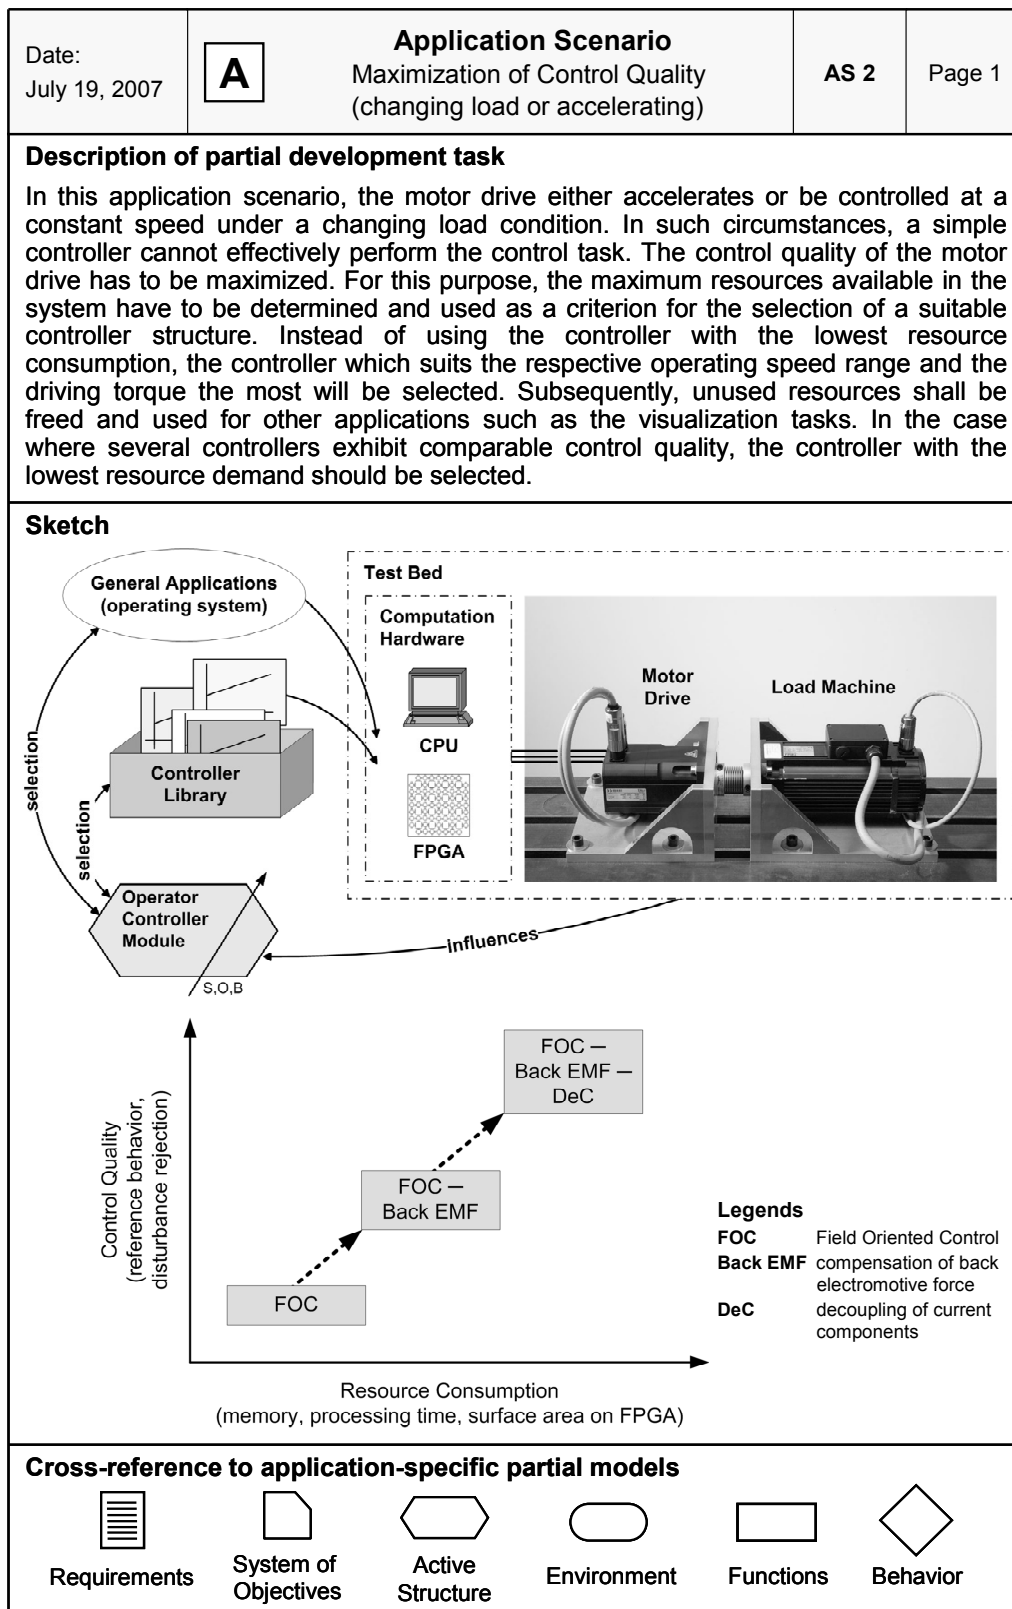 Date:
July 19, 2007
A
Application Scenario
Maximization of Control Quality
(changing load or accelerating)
AS 2
Page 1
Description of partial development task
In this application scenario, the motor drive either accelerates or be controlled at a
constant speed under a changing load condition. In such circumstances, a simple
controller cannot effectively perform the control task. The control quality of the motor
drive has to be maximized. For this purpose, the maximum resources available in the
system have to be determined and used as a criterion for the selection of a suitable
controller structure. Instead of using the controller with the lowest resource
consumption, the controller which suits the respective operating speed range and the
driving torque the most will be selected. Subsequently, unused resources shall be
freed and used for other applications such as the visualization tasks. In the case
where several controllers exhibit comparable control quality, the controller with the
lowest resource demand should be selected.
Sketch
General Applications
(operating system)
Test Bed
Computation
Hardware
CPU
FPGA
Motor
Drive
Load Machine
Controller
Library
selection
selection
Operator
Controller
Module
S,O,B
influences
Control Quality
(reference behavior,
disturbance rejection)
FOC –
Back EMF –
DeC
FOC –
Back EMF
FOC
Resource Consumption
(memory, processing time, surface area on FPGA)
Legends
FOC Field Oriented Control
Back EMF compensation of back
electromotive force
DeC decoupling of current
components
Cross-reference to application-specific partial models
Requirements
System of
Objectives
Active
Structure
Environment
Functions
Behavior